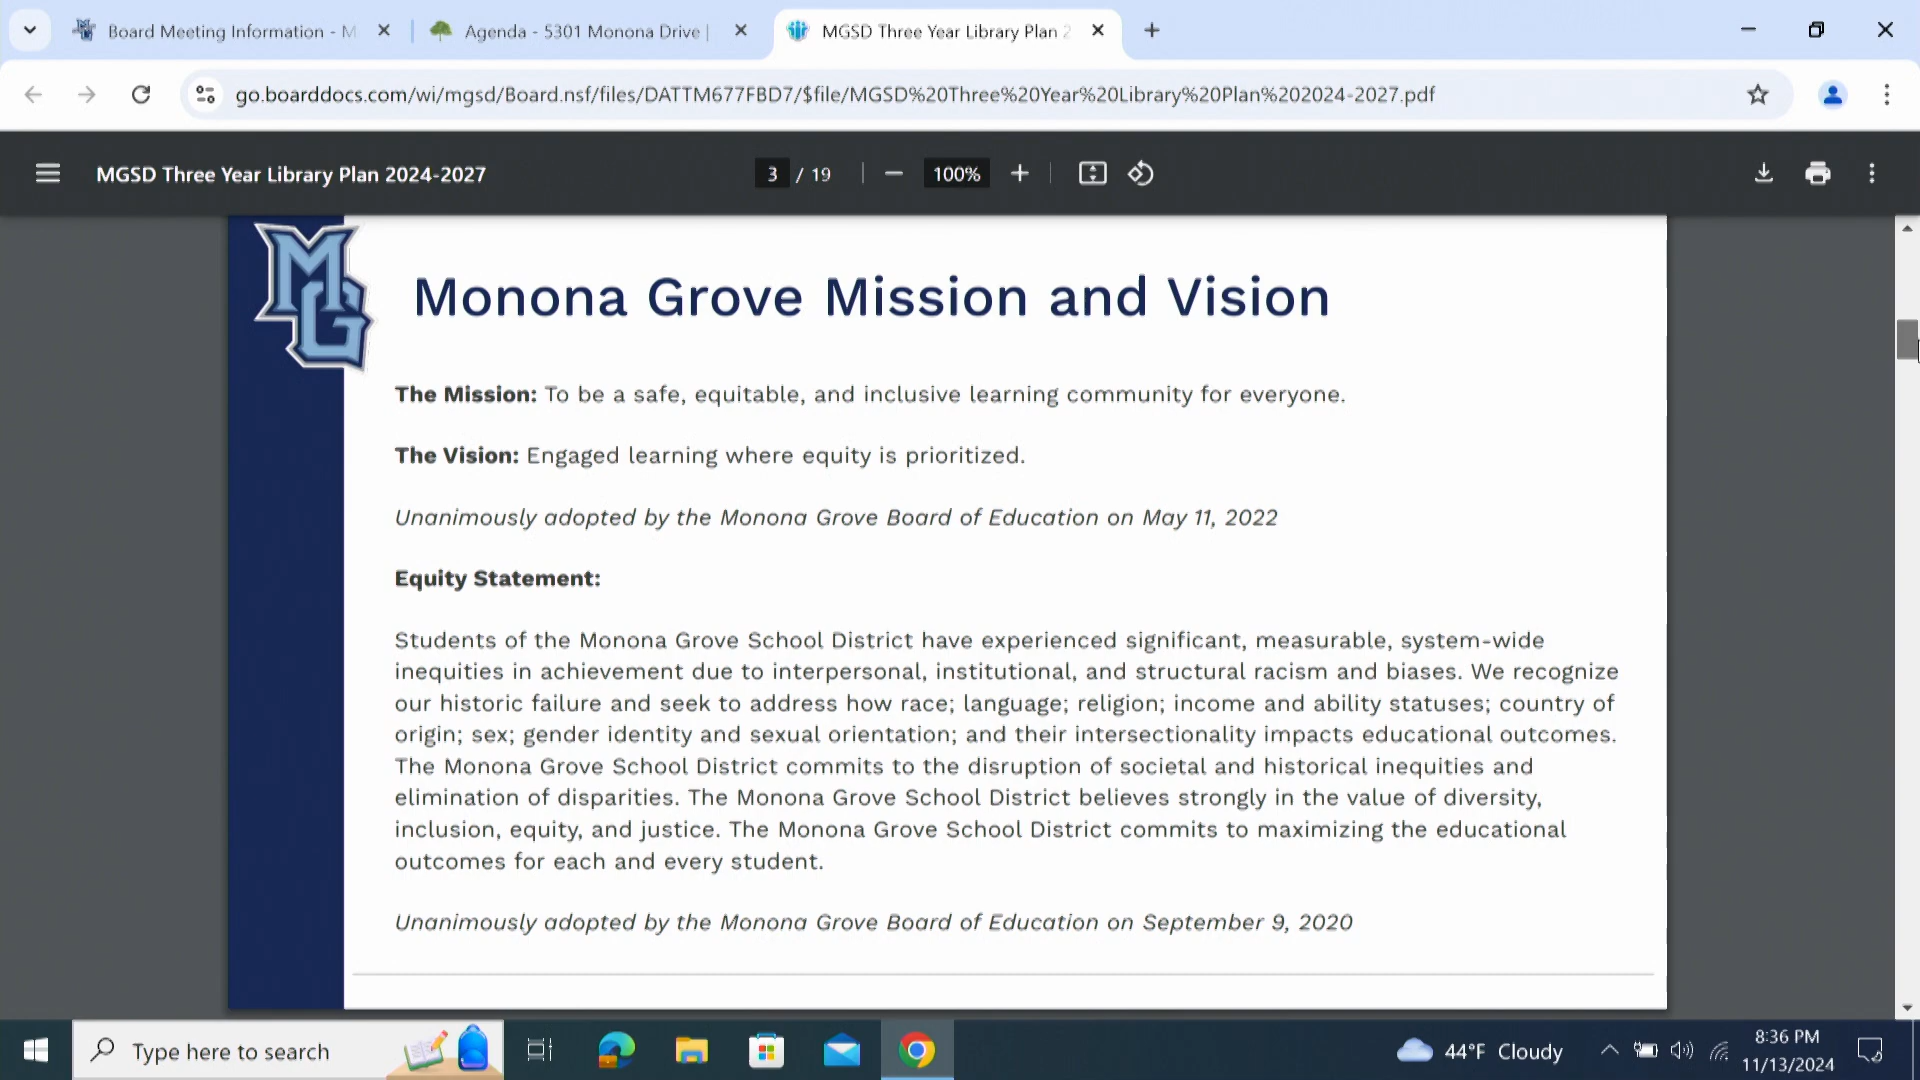 Board Meeting Information - M
Agenda - 5301 Monona Drive |
MGSD Three Year Library Plan 2
go.boarddocs.com/wi/mgsd/Board.nsf/files/DATTM677FBD7/$file/MGSD%20Three%20Year%20Library%20Plan%202024-2027.pdf
MGSD Three Year Library Plan 2024-2027
3 / 19
100%
MG
Monona Grove Mission and Vision
The Mission: To be a safe, equitable, and inclusive learning community for everyone.
The Vision: Engaged learning where equity is prioritized.
Unanimously adopted by the Monona Grove Board of Education on May 11, 2022
Equity Statement:
Students of the Monona Grove School District have experienced significant, measurable, system-wide
inequities in achievement due to interpersonal, institutional, and structural racism and biases. We recognize
our historic failure and seek to address how race; language; religion; income and ability statuses; country of
origin; sex; gender identity and sexual orientation; and their intersectionality impacts educational outcomes.
The Monona Grove School District commits to the disruption of societal and historical inequities and
elimination of disparities. The Monona Grove School District believes strongly in the value of diversity,
inclusion, equity, and justice. The Monona Grove School District commits to maximizing the educational
outcomes for each and every student.
Unanimously adopted by the Monona Grove Board of Education on September 9, 2020
Type here to search
44°F Cloudy
8:36 PM
11/13/2024